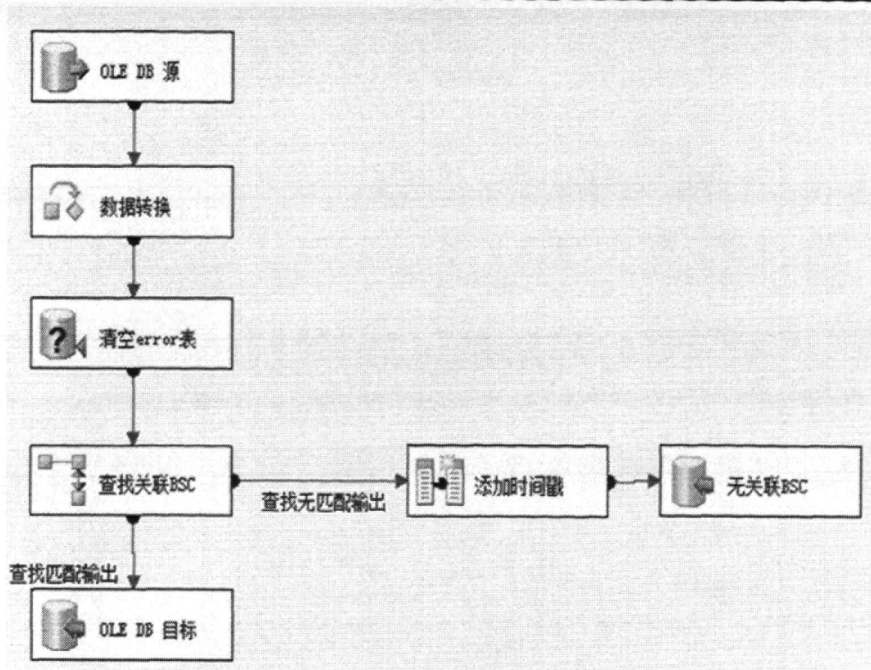 OLE DB 源
数据转换
清空error表
查找关联BSC
查找无匹配输出
添加时间戳
无关联BSC
查找匹配输出
OLE DB 目标